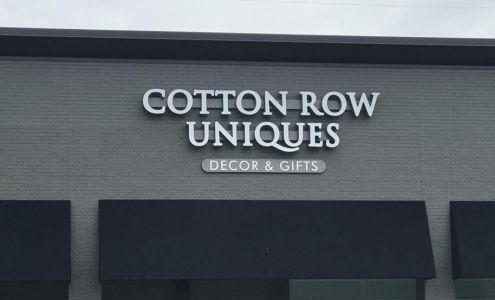 COTTON ROW
UNIQUES
DECOR & GIFTS